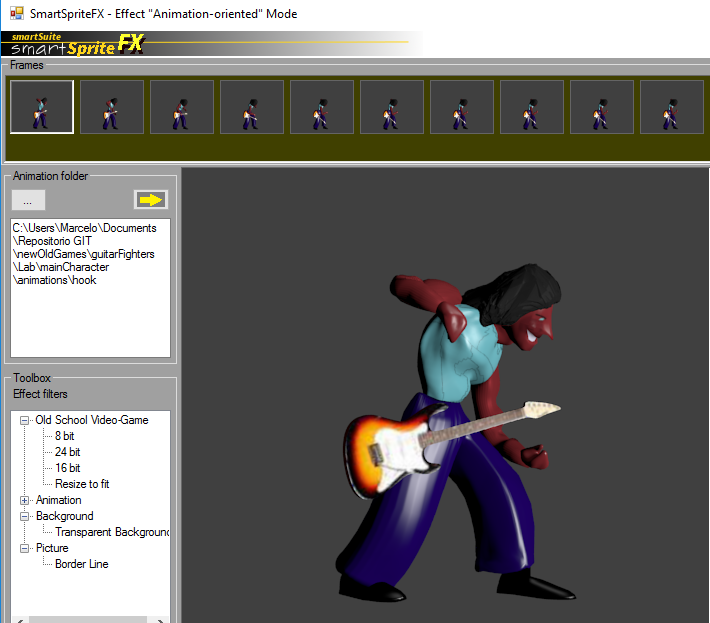 SmartSpriteFX - Effect "Animation-oriented" Mode
smartSuite
smartSpriteFX
Frames
Animation folder
...
C:\Users\Marcelo\Documents
\Repositorio GIT
\newOldGames\guitarFighters
\Lab\mainCharacter
\animations\hook
Toolbox
Effect filters
Old School Video-Game
8 bit
24 bit
16 bit
Resize to fit
Animation
Background
Transparent Background
Picture
Border Line